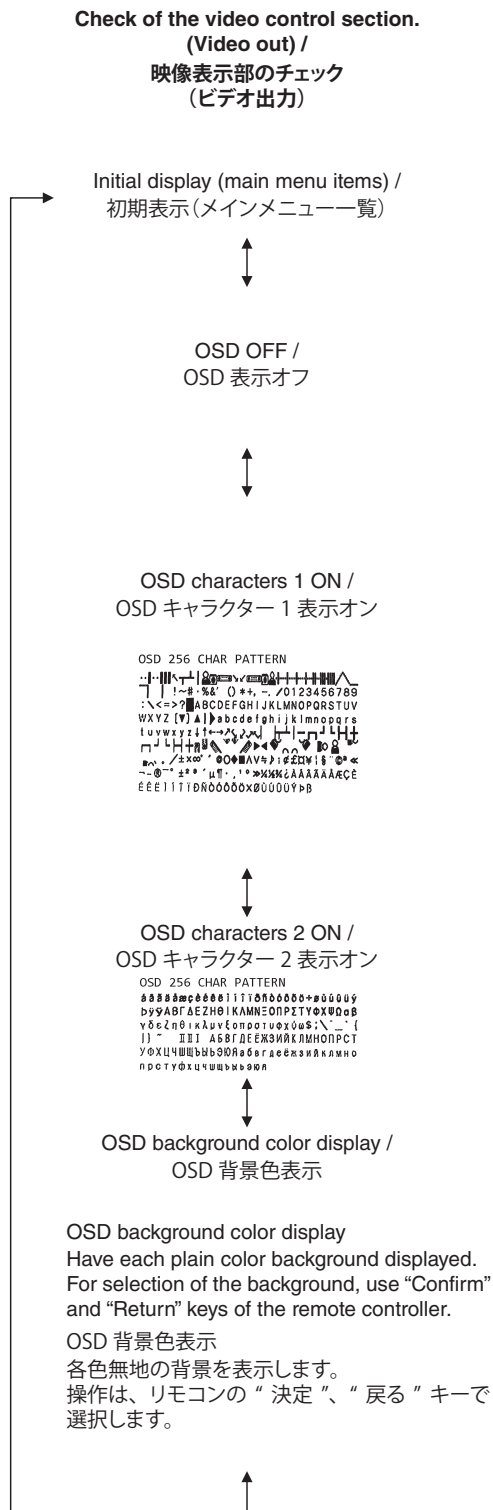 Check of the video control section.
(Video out) /
映像表示部のチェック
（ビデオ出力）
Initial display (main menu items) /
初期表示（メインメニュー一覧）
OSD OFF /
OSD 表示オフ
OSD characters 1 ON /
OSD キャラクター 1 表示オン
OSD 256 CHAR PATTERN
0123456789
ABCDEFGHIJKLMNOPQRSTUV
WXYZ abcdefghijklmnopqrs
tuvwxyz
OSD characters 2 ON /
OSD キャラクター 2 表示オン
OSD 256 CHAR PATTERN
OSD background color display /
OSD 背景色表示
OSD background color display
Have each plain color background displayed.
For selection of the background, use “Confirm”
and “Return” keys of the remote controller.
OSD 背景色表示
各色無地の背景を表示します。
操作は、リモコンの “ 決定 ”、“ 戻る ” キーで
選択します。